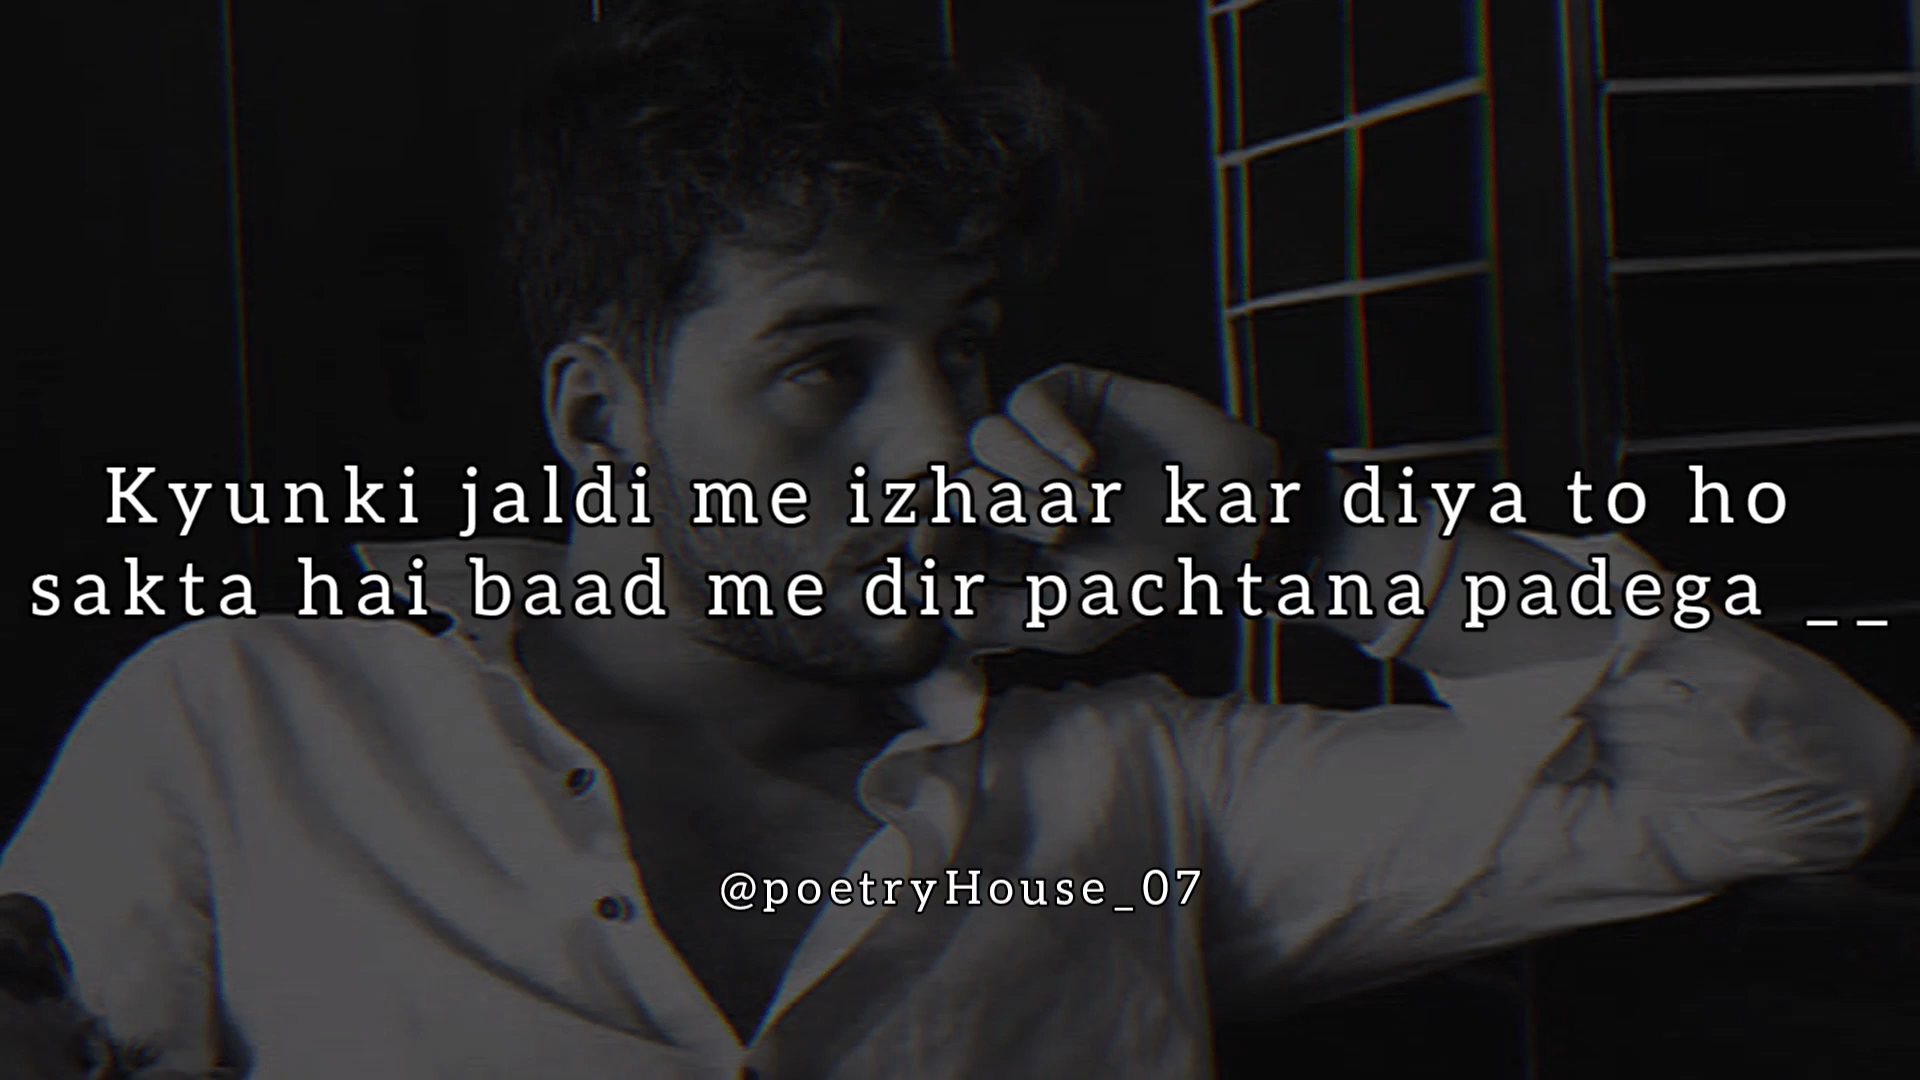 Kyunki jaldi me izhaar kar diya to ho
sakta hai baad me dir pachtana padega __
@poetryHouse_07